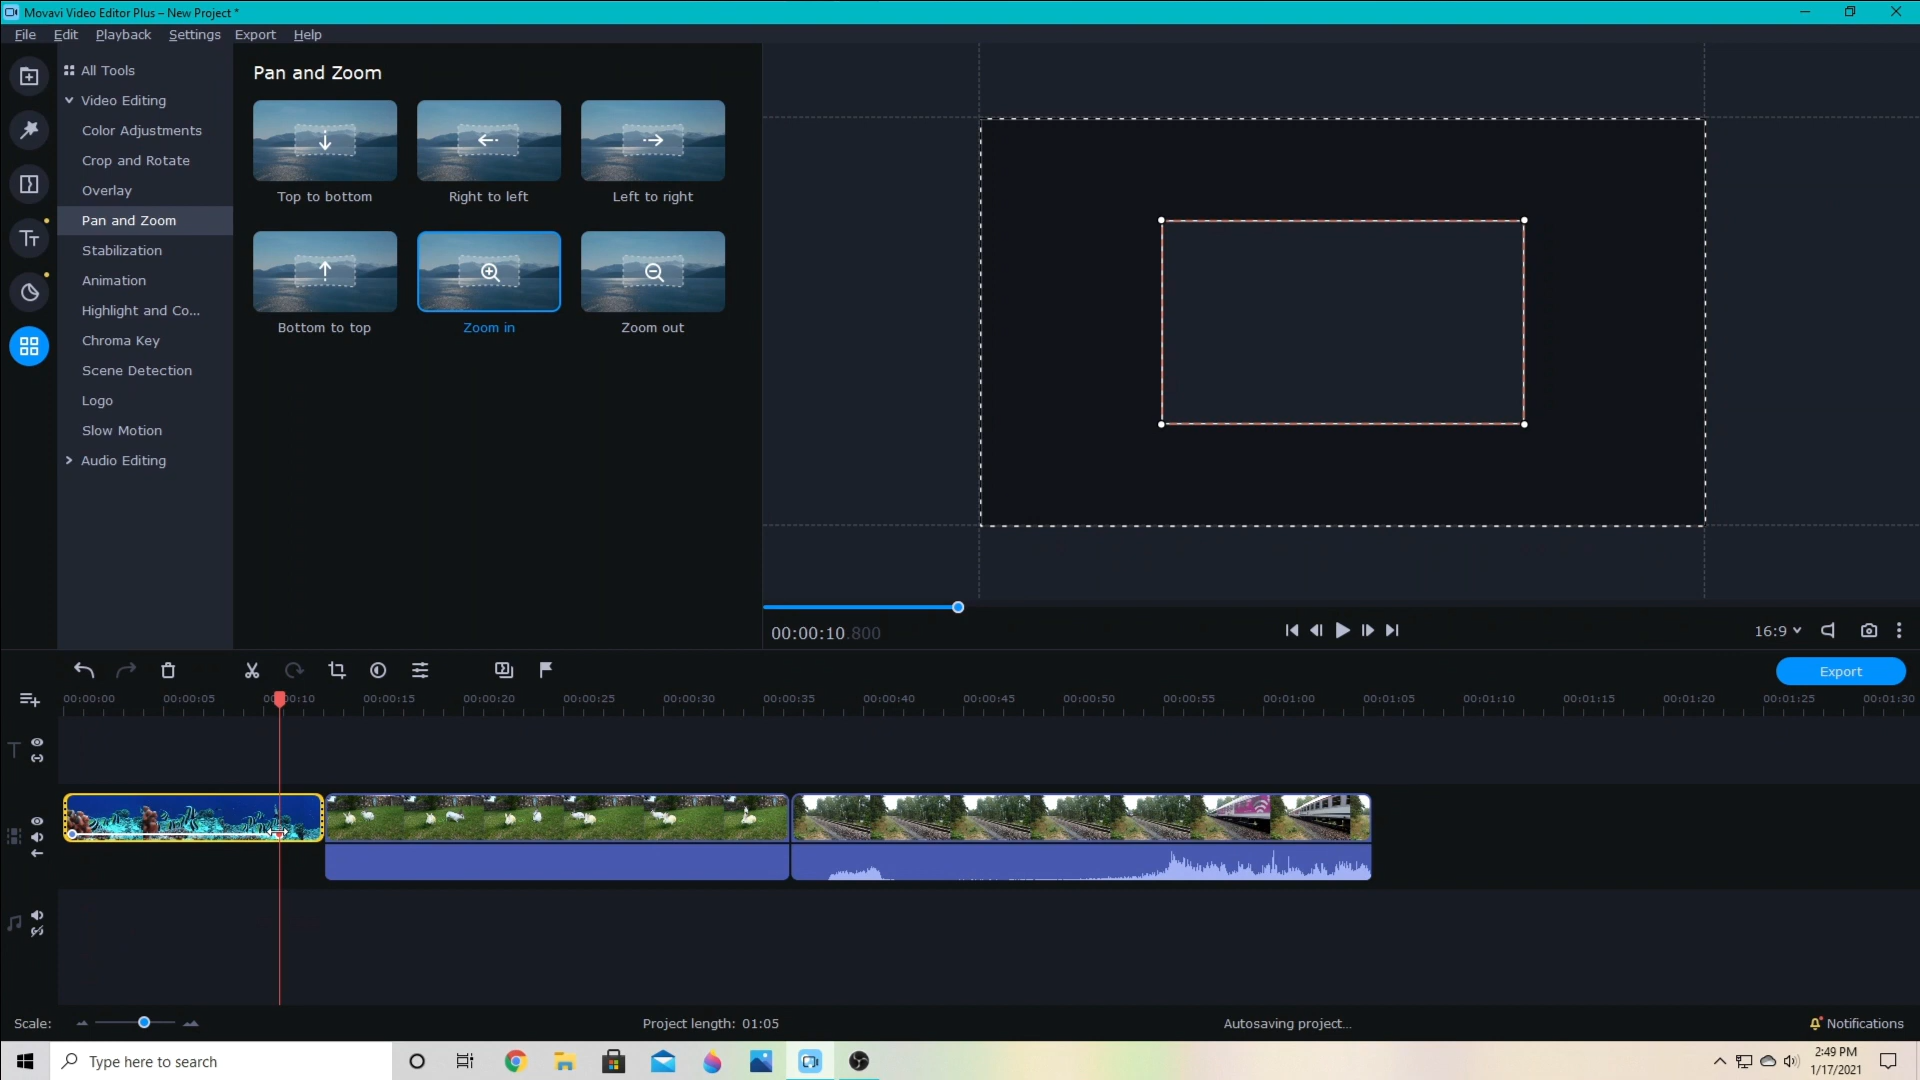 Movavi Video Editor Plus – New Project *
File Edit Playback Settings Export Help
All Tools
Video Editing
Color Adjustments
Crop and Rotate
Overlay
Pan and Zoom
Stabilization
Animation
Highlight and Co...
Chroma Key
Scene Detection
Logo
Slow Motion
Audio Editing
Pan and Zoom
Top to bottom
Right to left
Left to right
Bottom to top
Zoom in
Zoom out
00:00:10.800
16:9
Export
00:00:00 00:00:05 00:00:10 00:00:15 00:00:20 00:00:25 00:00:30 00:00:35 00:00:40 00:00:45 00:00:50 00:00:55 00:01:00 00:01:05 00:01:10 00:01:15 00:01:20 00:01:25 00:01:30
Scale:
Project length: 01:05
Autosaving project...
Notifications
Type here to search
2:49 PM
1/17/2021